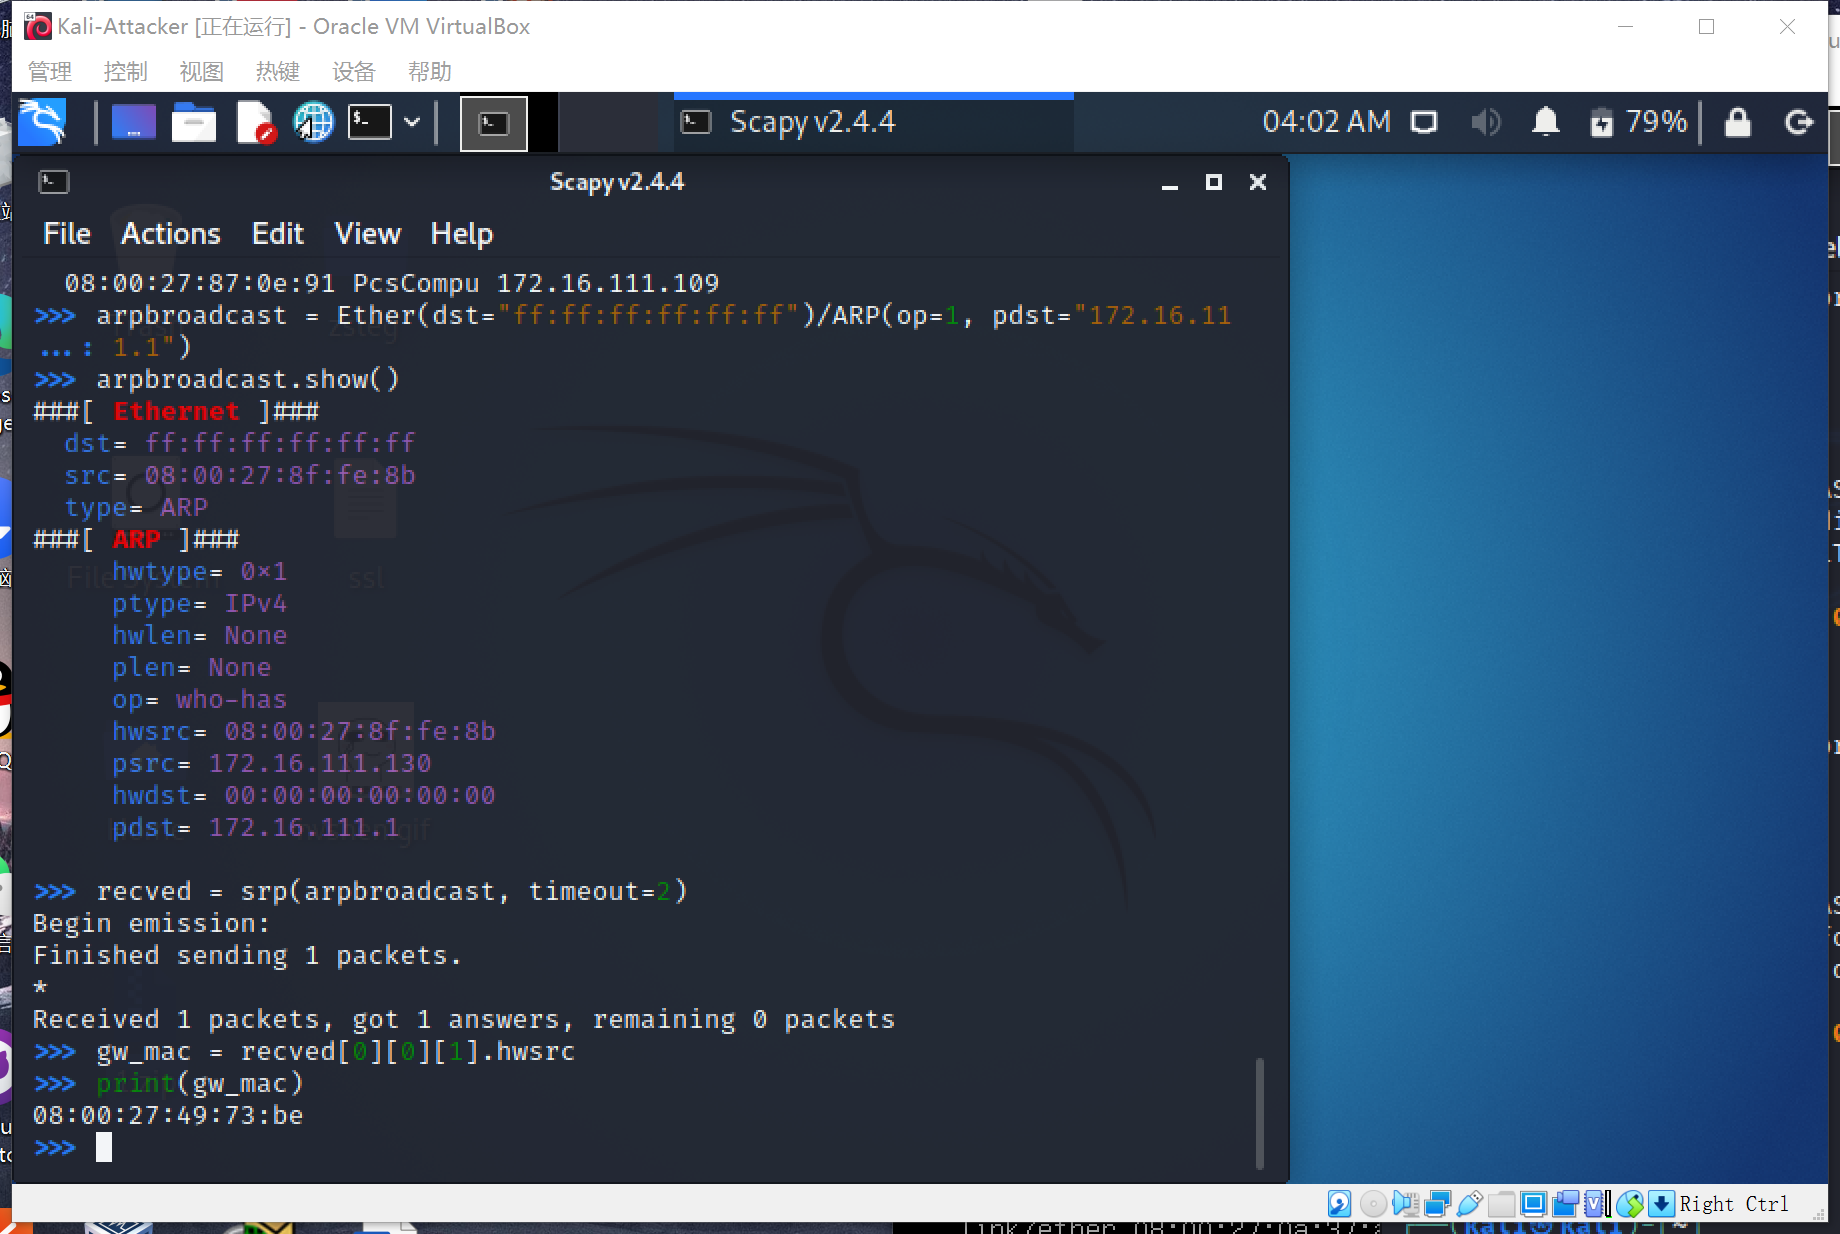 Kali-Attacker [正在运行] - Oracle VM VirtualBox
管理 控制 视图 热键 设备 帮助
Scapy v2.4.4 04:02 AM 79%
Scapy v2.4.4
File Actions Edit View Help
08:00:27:87:0e:91 PcsCompu 172.16.111.109
>>> arpbroadcast = Ether(dst="ff:ff:ff:ff:ff:ff")/ARP(op=1, pdst="172.16.11
...: 1.1")
>>> arpbroadcast.show()
###[ Ethernet ]###
dst= ff:ff:ff:ff:ff:ff
src= 08:00:27:8f:fe:8b
type= ARP
###[ ARP ]###
hwtype= 0×1
ptype= IPv4
hwlen= None
plen= None
op= who-has
hwsrc= 08:00:27:8f:fe:8b
psrc= 172.16.111.130
hwdst= 00:00:00:00:00:00
pdst= 172.16.111.1
>>> recved = srp(arpbroadcast, timeout=2)
Begin emission:
Finished sending 1 packets.
*
Received 1 packets, got 1 answers, remaining 0 packets
>>> gw_mac = recved[0][0][1].hwsrc
>>> print(gw_mac)
08:00:27:49:73:be
>>>
Right Ctrl